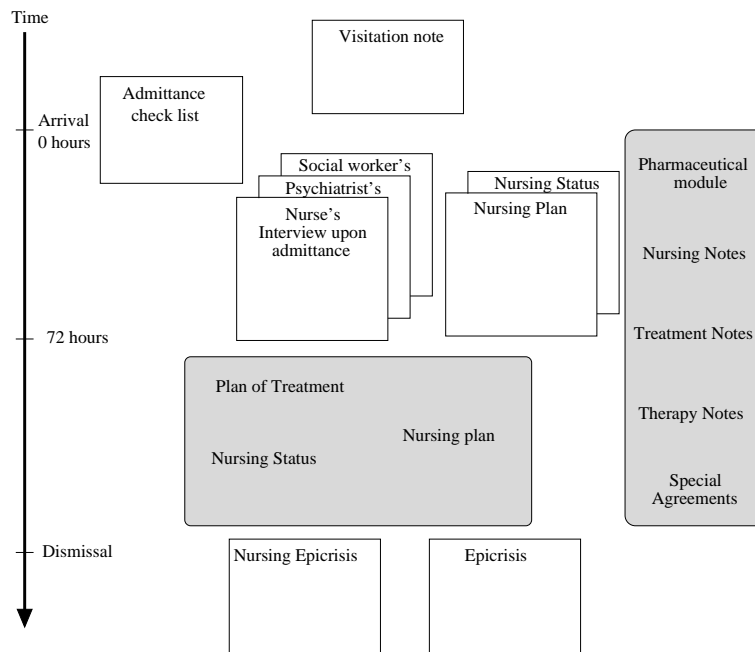 Time
Visitation note
Admittance
check list
Arrival
0 hours
Social worker’s
Psychiatrist’s
Nurse’s
Interview upon
admittance
Nursing Status
Nursing Plan
Pharmaceutical
module
Nursing Notes
72 hours
Treatment Notes
Plan of Treatment
Nursing plan
Nursing Status
Therapy Notes
Special
Agreements
Dismissal
Nursing Epicrisis
Epicrisis